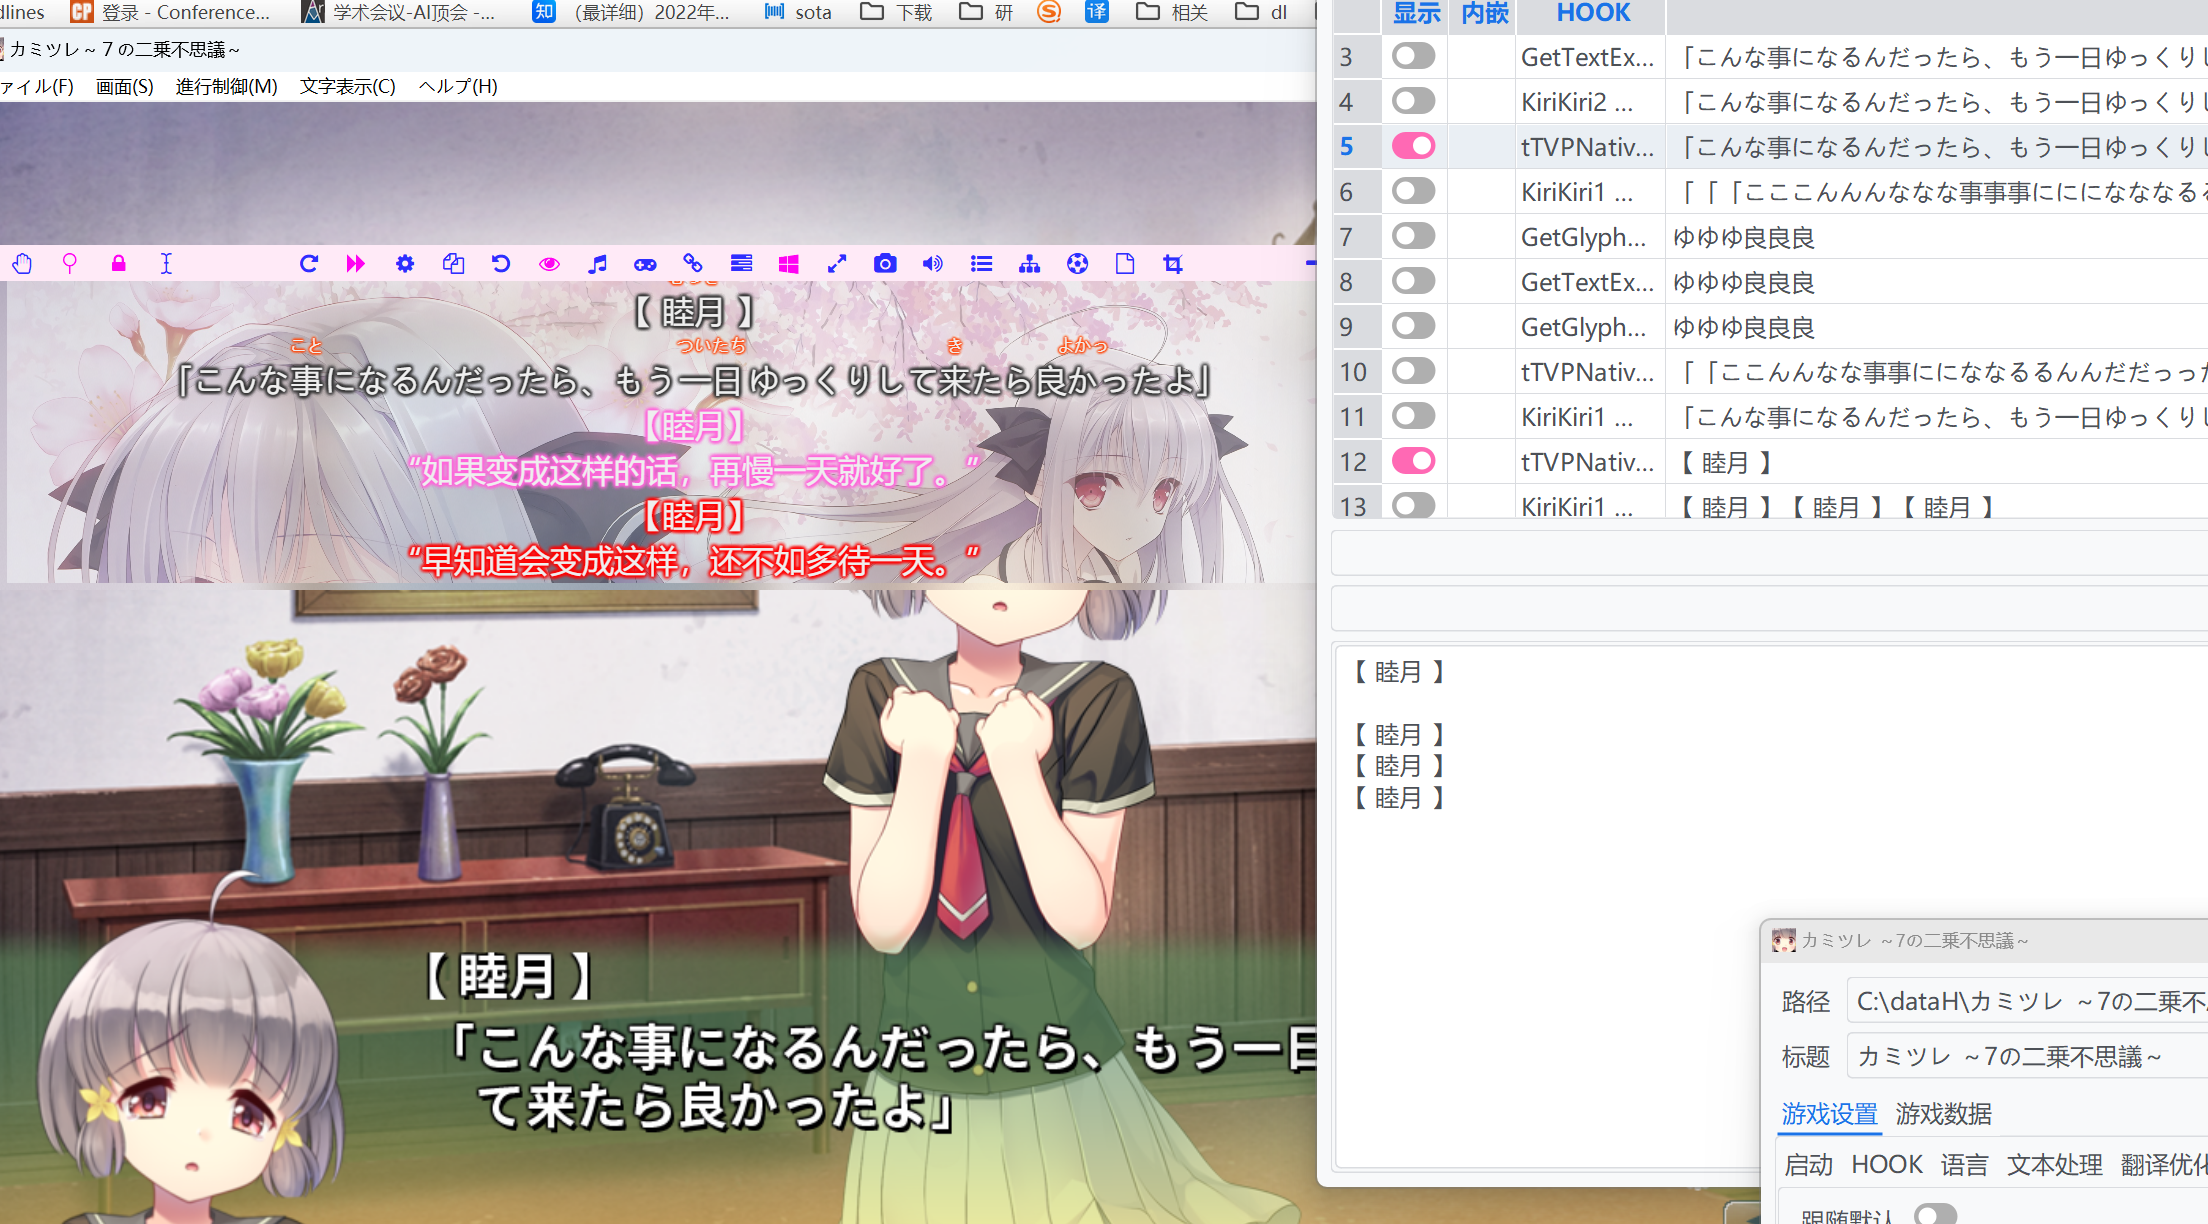 dlines 登录 - Conference... 学术会议-AI顶会 -... 知 （最详细）2022年... sota 下载 研 译 相关 dl
カミツレ ~ 7 の二乗不思議 ~
ァイル(F) 画面(S) 進行制御(M) 文字表示(C) ヘルプ(H)
【 睦月 】
こと ついたち き よかっ
「こんな事になるんだったら、もう一日ゆっくりして来たら良かったよ」
【睦月】
“如果变成这样的话，再慢一天就好了。”
【睦月】
“早知道会变成这样，还不如多待一天。”
【 睦月 】
「こんな事になるんだったら、もう一日
て来たら良かったよ」
显示 内嵌 HOOK
3 GetTextEx... 「こんな事になるんだったら、もう一日ゆっくりし
4 KiriKiri2 ... 「こんな事になるんだったら、もう一日ゆっくりし
5 tTVPNativ... 「こんな事になるんだったら、もう一日ゆっくりし
6 KiriKiri1 ... 「「「こここんんんななな事事事にににななな るる
7 GetGlyph... ゆゆゆ良良良
8 GetTextEx... ゆゆゆ良良良
9 GetGlyph... ゆゆゆ良良良
10 tTVPNativ... 「「ここんんなな事事ににななるるんんだだっった
11 KiriKiri1 ... 「こんな事になるんだったら、もう一日ゆっくりし
12 tTVPNativ... 【 睦月 】
13 KiriKiri1 ... 【 睦月 】【 睦月 】【 睦月 】
【 睦月 】
【 睦月 】
【 睦月 】
【 睦月 】
カミツレ ～7の二乗不思議～
路径 C:\dataH\カミツレ ～7の二乗不
标题 カミツレ ～7の二乗不思議～
游戏设置 游戏数据
启动 HOOK 语言 文本处理 翻译优化
跟随默认